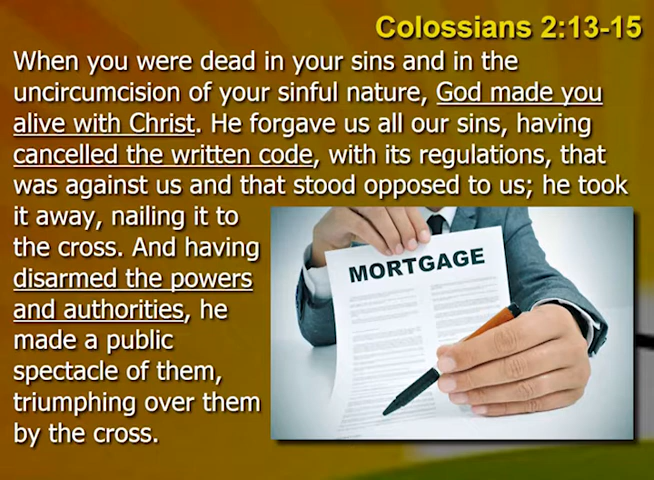 Colossians 2:13-15
When you were dead in your sins and in the
uncircumcision of your sinful nature, God made you
alive with Christ. He forgave us all our sins, having
cancelled the written code, with its regulations, that
was against us and that stood opposed to us; he took
it away, nailing it to
the cross. And having
disarmed the powers
and authorities, he
made a public
spectacle of them,
triumphing over them
by the cross.
MORTGAGE